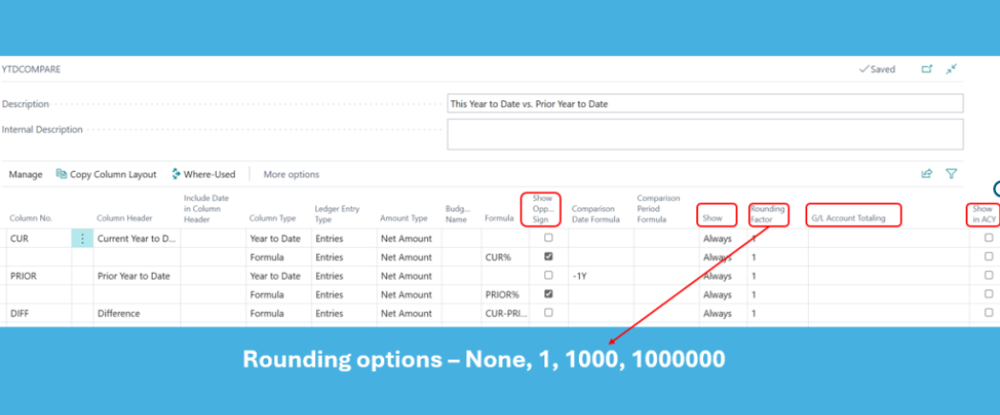 YTDCOMPARE
Saved
Description
This Year to Date vs. Prior Year to Date
Internal Description
Manage Copy Column Layout Where-Used More options
Column No. Column Header Include Date in Column Header Column Type Ledger Entry Type Amount Type Budg... Name Formula Show Opp... Sign Comparison Date Formula Comparison Period Formula Show Rounding Factor G/L Account Totaling Show in ACY
CUR Current Year to D... Year to Date Entries Net Amount Always 1
Formula Entries Net Amount CUR% Always 1
PRIOR Prior Year to Date Year to Date Entries Net Amount -1Y Always 1
Formula Entries Net Amount PRIOR% Always 1
DIFF Difference Formula Entries Net Amount CUR-PRI... Always 1
Rounding options – None, 1, 1000, 1000000